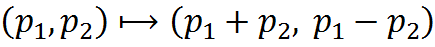 (𝑝₁, 𝑝₂) ↦ (𝑝₁ + 𝑝₂, 𝑝₁ − 𝑝₂)